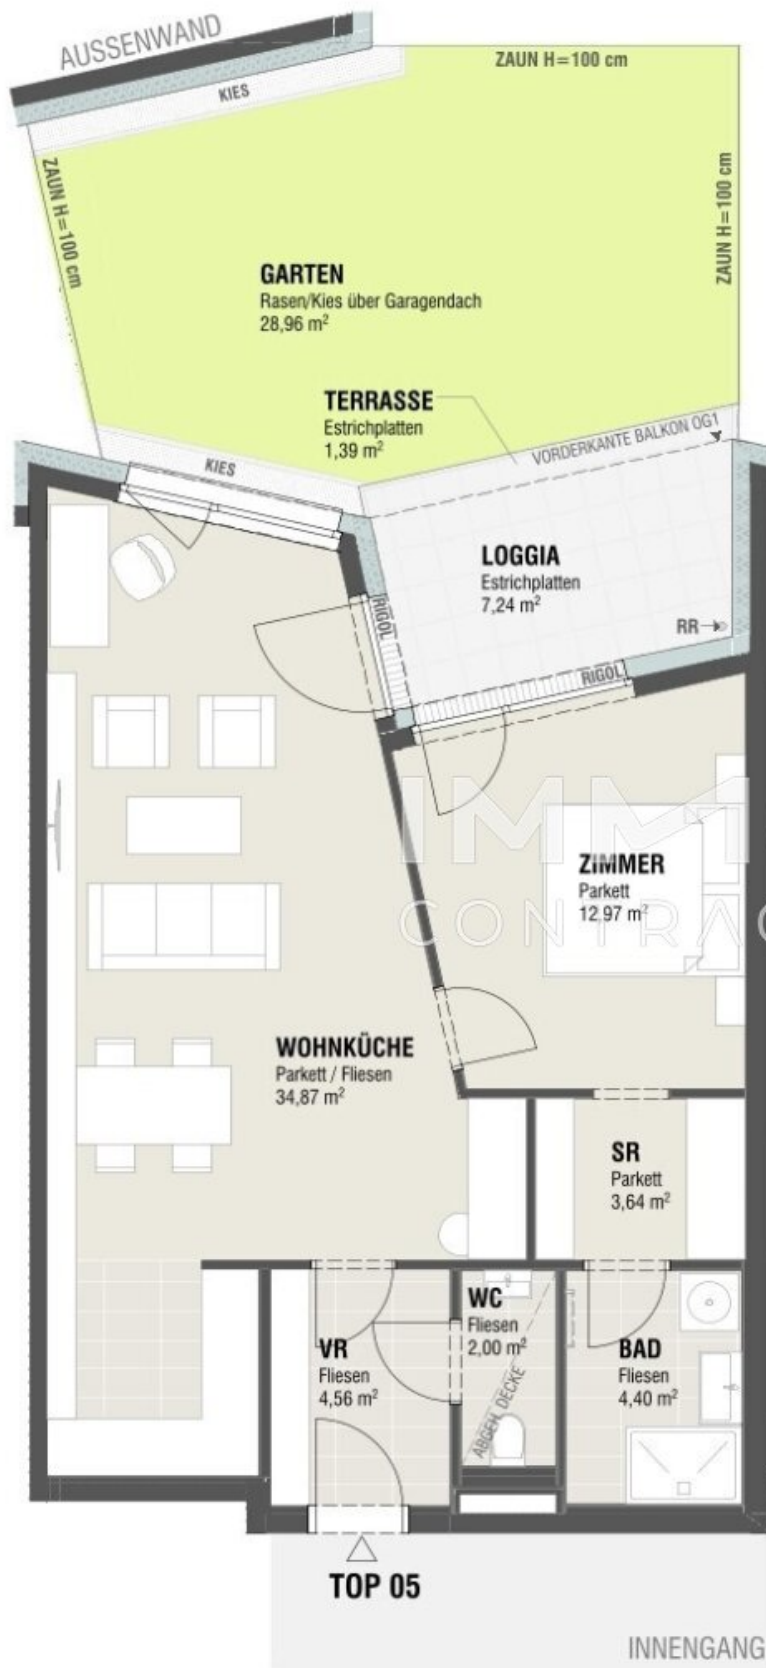 AUSSENWAND
KIES
ZAUN H=100 cm
ZAUN H=100 cm
ZAUN H=100 cm
GARTEN
Rasen/Kies über Garagendach
28,96 m²
TERRASSE
Estrichplatten
1,39 m²
VORDERKANTE BALKON OG1
KIES
LOGGIA
Estrichplatten
7,24 m²
RR
RIGOL
RIGOL
IMM
CONTRAC
ZIMMER
Parkett
12,97 m²
WOHNKÜCHE
Parkett / Fliesen
34,87 m²
SR
Parkett
3,64 m²
WC
Fliesen
2,00 m²
VR
Fliesen
4,56 m²
BAD
Fliesen
4,40 m²
ABGEH. DECKE
TOP 05
INNENGANG